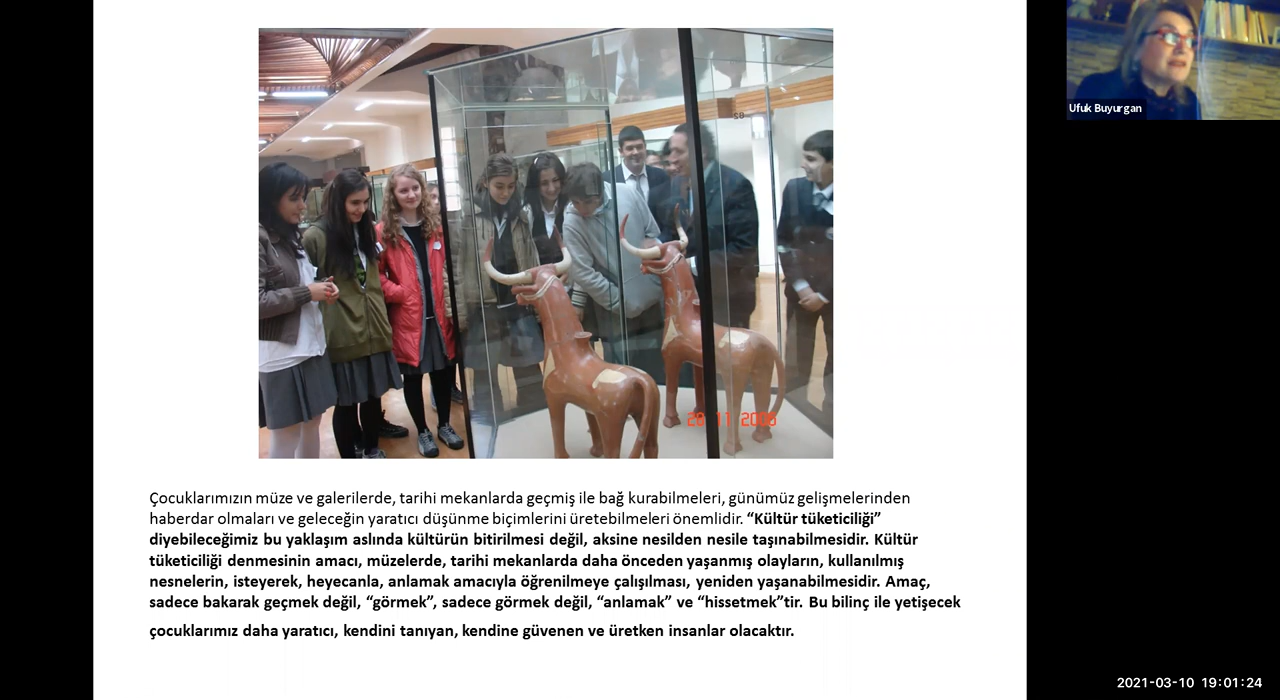 Ufuk Buyurgan
28 11 2006
Çocuklarımızın müze ve galerilerde, tarihi mekanlarda geçmiş ile bağ kurabilmeleri, günümüz gelişmelerinden
haberdar olmaları ve geleceğin yaratıcı düşünme biçimlerini üretebilmeleri önemlidir. “Kültür tüketiciliği”
diyebileceğimiz bu yaklaşım aslında kültürün bitirilmesi değil, aksine nesilden nesile taşınabilmesidir. Kültür
tüketiciliği denmesinin amacı, müzelerde, tarihi mekanlarda daha önceden yaşanmış olayların, kullanılmış
nesnelerin, isteyerek, heyecanla, anlamak amacıyla öğrenilmeye çalışılması, yeniden yaşanabilmesidir. Amaç,
sadece bakarak geçmek değil, “görmek”, sadece görmek değil, “anlamak” ve “hissetmek”tir. Bu bilinç ile yetişecek
çocuklarımız daha yaratıcı, kendini tanıyan, kendine güvenen ve üretken insanlar olacaktır.
2021-03-10 19:01:24